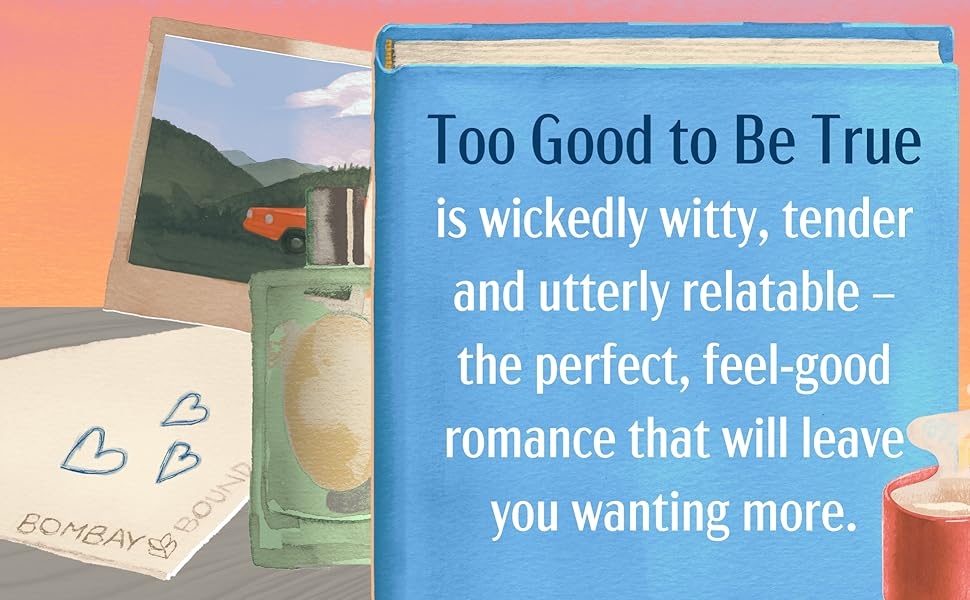 Too Good to Be True
is wickedly witty, tender
and utterly relatable –
the perfect, feel-good
romance that will leave
you wanting more.
BOMBAY BOUND